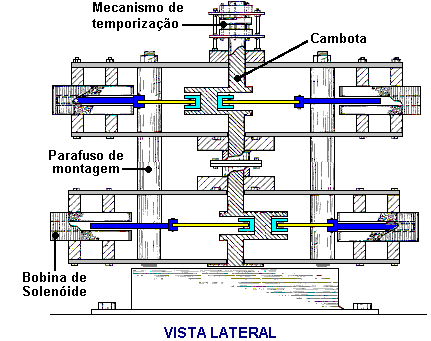 Mecanismo de
temporização
Cambota
Parafuso de
montagem
Bobina de
Solenóide
VISTA LATERAL